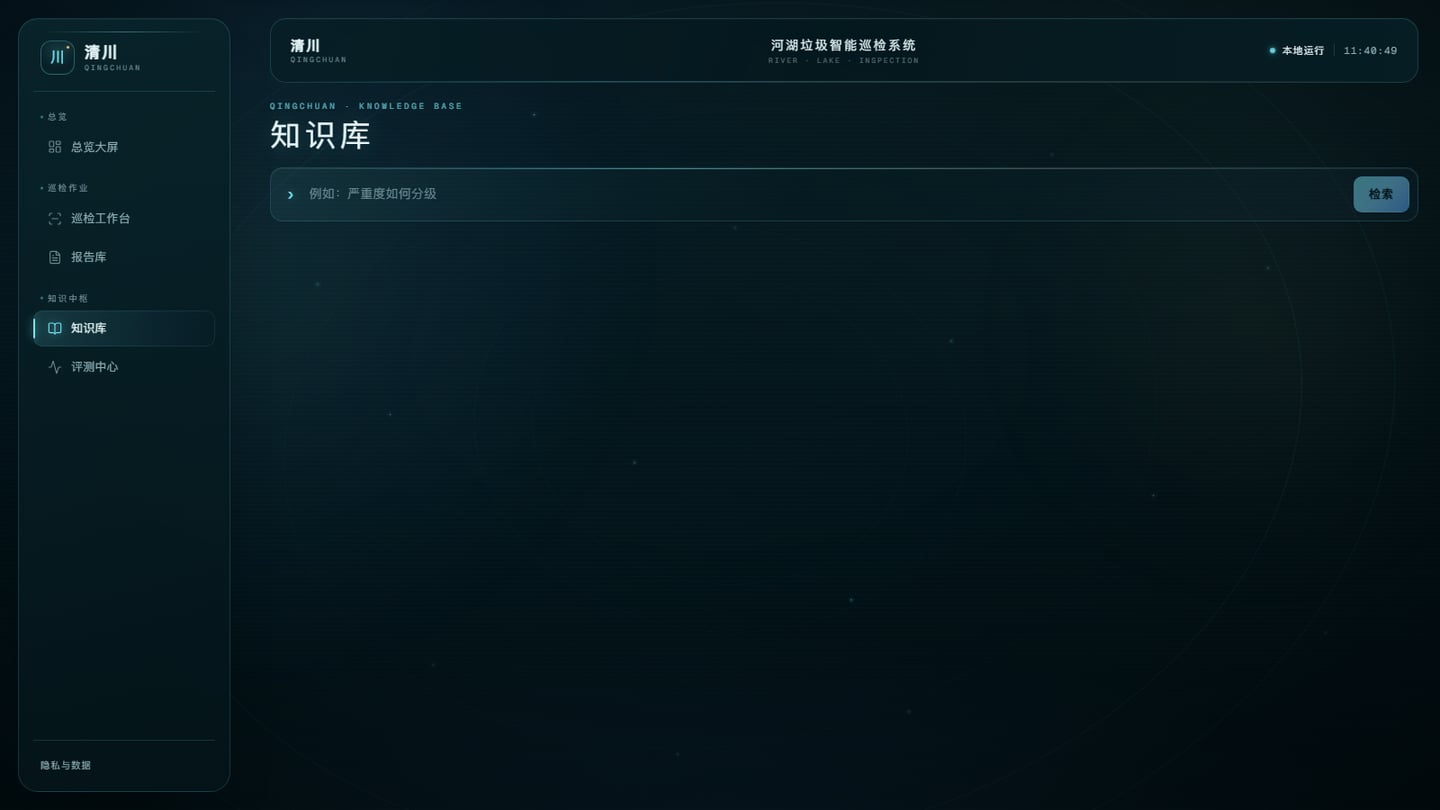 川
清川
QINGCHUAN
总览
总览大屏
巡检作业
巡检工作台
报告库
知识中枢
知识库
评测中心
隐私与数据
清川
QINGCHUAN
河湖垃圾智能巡检系统
RIVER · LAKE · INSPECTION
本地运行
11:40:49
QINGCHUAN · KNOWLEDGE BASE
知识库
› 例如：严重度如何分级
检索